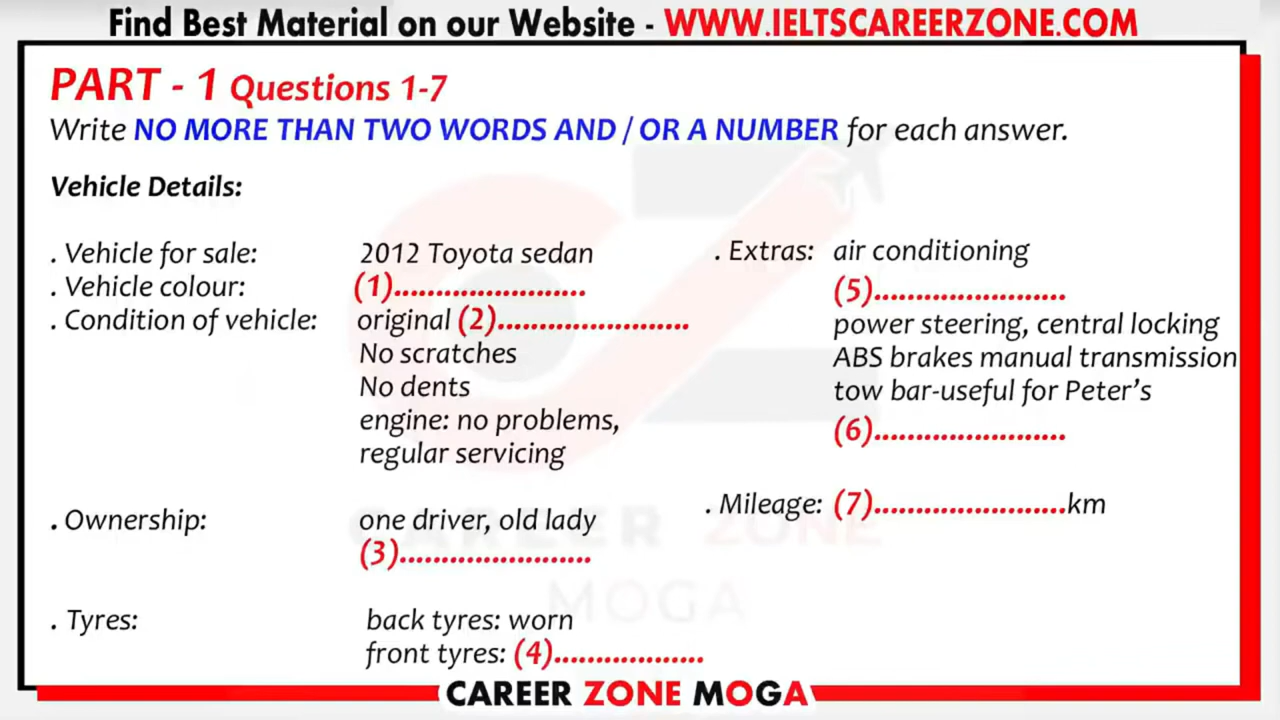 Find Best Material on our Website - WWW.IELTSCAREERZONE.COM
PART - 1 Questions 1-7
Write NO MORE THAN TWO WORDS AND / OR A NUMBER for each answer.
Vehicle Details:
. Vehicle for sale: 2012 Toyota sedan
. Vehicle colour: (1).......................
. Condition of vehicle: original (2).......................
No scratches
No dents
engine: no problems,
regular servicing
. Ownership: one driver, old lady
(3).......................
. Tyres: back tyres: worn
front tyres: (4)..................
. Extras: air conditioning
(5).......................
power steering, central locking
ABS brakes manual transmission
tow bar-useful for Peter's
(6).......................
. Mileage: (7).......................km
CAREER ZONE
MOGA
CAREER ZONE MOGA